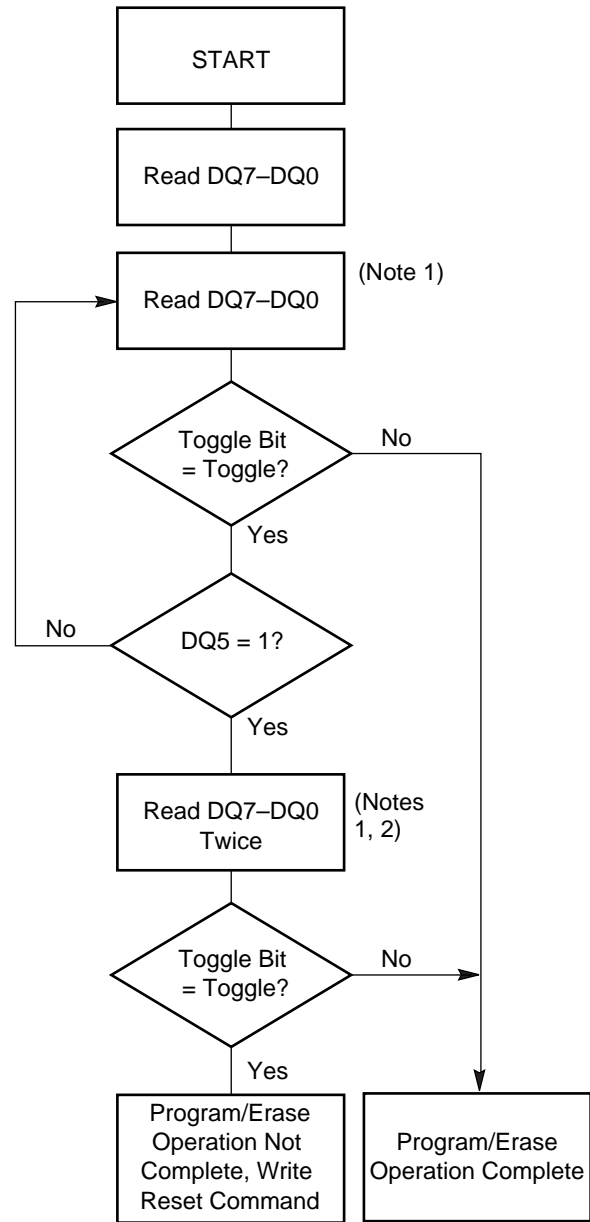 START
Read DQ7–DQ0
Read DQ7–DQ0
(Note 1)
Toggle Bit
= Toggle?
No
Yes
No
DQ5 = 1?
Yes
Read DQ7–DQ0
Twice
(Notes
1, 2)
Toggle Bit
= Toggle?
No
Yes
Program/Erase
Operation Not
Complete, Write
Reset Command
Program/Erase
Operation Complete